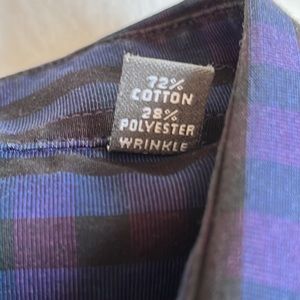 72%
COTTON
28%
POLYESTER
WRINKLE